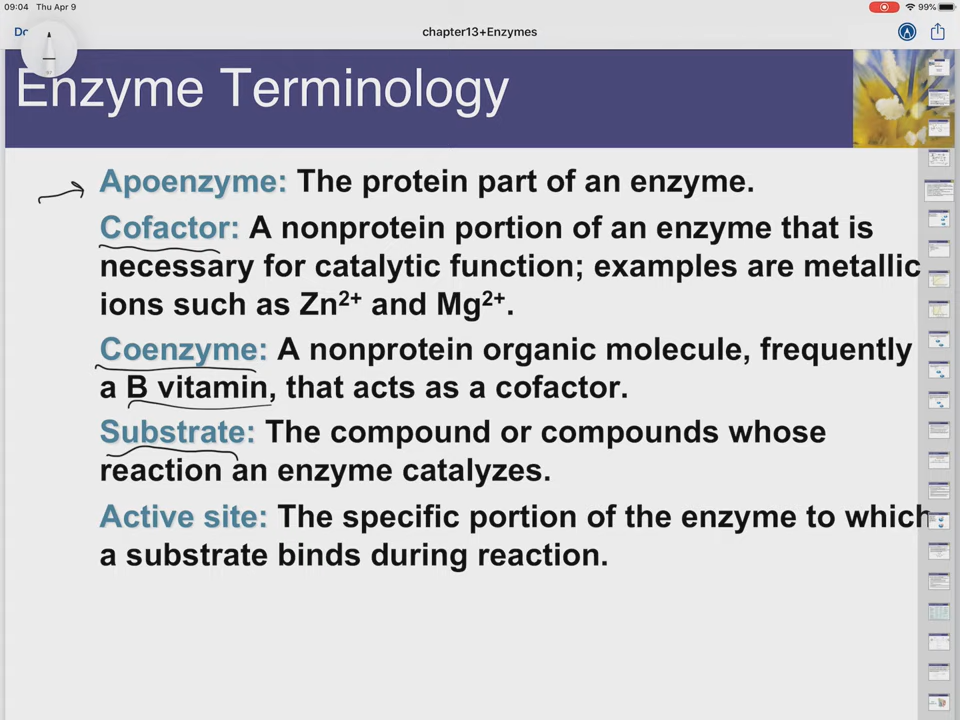 09:04 Thu Apr 9
99%
chapter13+Enzymes
Enzyme Terminology
Apoenzyme: The protein part of an enzyme.
Cofactor: A nonprotein portion of an enzyme that is
necessary for catalytic function; examples are metallic
ions such as Zn²⁺ and Mg²⁺.
Coenzyme: A nonprotein organic molecule, frequently
a B vitamin, that acts as a cofactor.
Substrate: The compound or compounds whose
reaction an enzyme catalyzes.
Active site: The specific portion of the enzyme to which
a substrate binds during reaction.